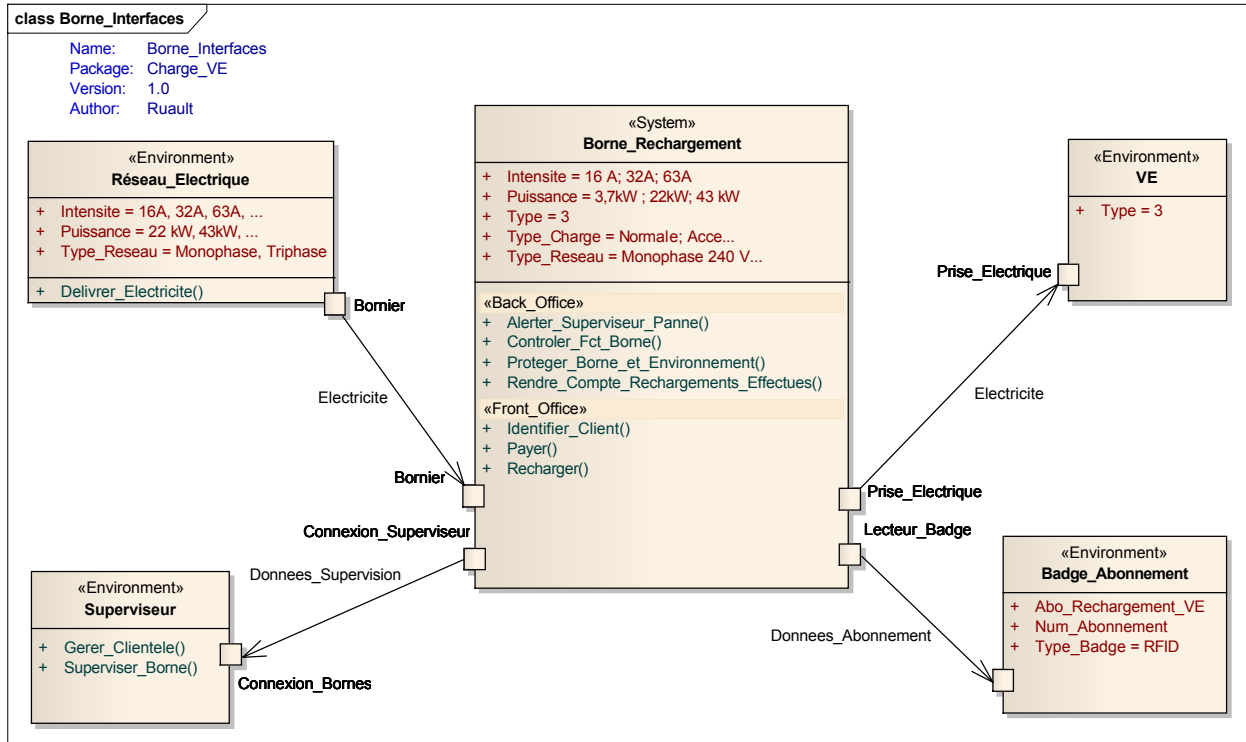 class Borne_Interfaces
Name: Borne_Interfaces
Package: Charge_VE
Version: 1.0
Author: Ruault
«Environment»
Réseau_Electrique
+ Intensite = 16A, 32A, 63A, ...
+ Puissance = 22 kW, 43kW, ...
+ Type_Reseau = Monophase, Triphase
+ Delivrer_Electricite()
Bornier
Electricite
Bornier
«System»
Borne_Rechargement
+ Intensite = 16 A; 32A; 63A
+ Puissance = 3,7kW ; 22kW; 43 kW
+ Type = 3
+ Type_Charge = Normale; Acce...
+ Type_Reseau = Monophase 240 V...
«Back_Office»
+ Alerter_Superviseur_Panne()
+ Controler_Fct_Borne()
+ Proteger_Borne_et_Environnement()
+ Rendre_Compte_Rechargements_Effectues()
«Front_Office»
+ Identifier_Client()
+ Payer()
+ Recharger()
«Environment»
VE
+ Type = 3
Prise_Electrique
Electricite
Prise_Electrique
Connexion_Superviseur
Donnees_Supervision
«Environment»
Superviseur
+ Gerer_Clientele()
+ Superviser_Borne()
Connexion_Bornes
Lecteur_Badge
Donnees_Abonnement
«Environment»
Badge_Abonnement
+ Abo_Rechargement_VE
+ Num_Abonnement
+ Type_Badge = RFID